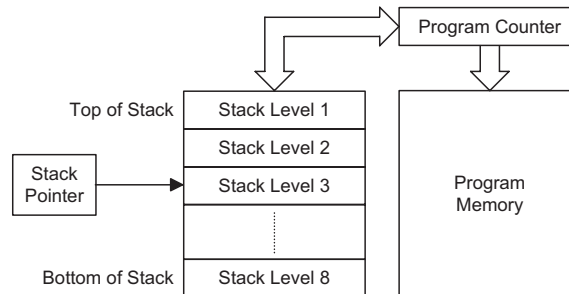 Program Counter
Top of Stack
Stack Level 1
Stack Level 2
Stack
Pointer
Stack Level 3
Program
Memory
Bottom of Stack
Stack Level 8